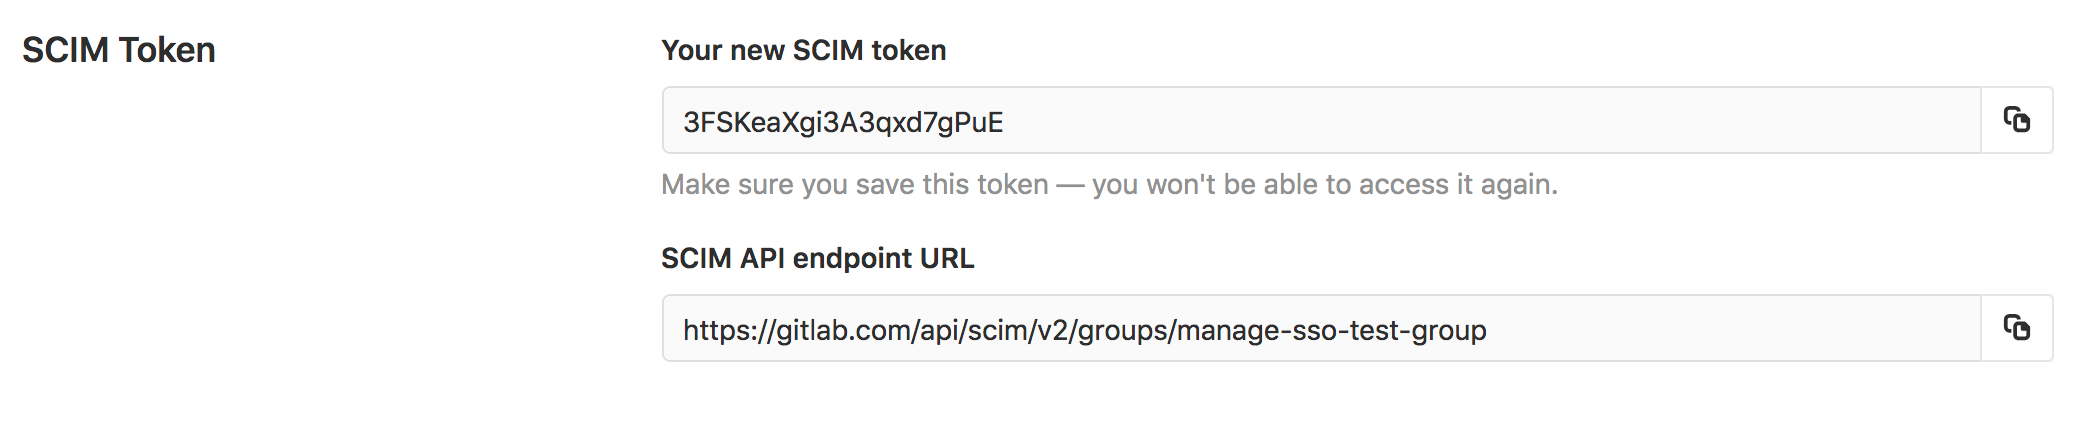 SCIM Token
Your new SCIM token
3FSKeaXgi3A3qxd7gPuE
Make sure you save this token — you won't be able to access it again.
SCIM API endpoint URL
https://gitlab.com/api/scim/v2/groups/manage-sso-test-group